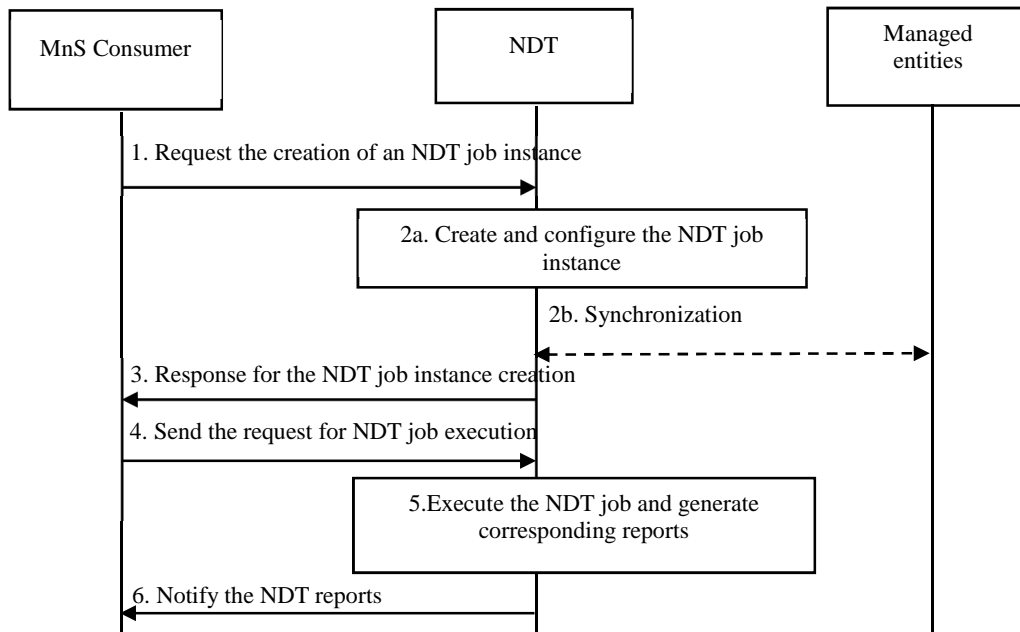 MnS Consumer
NDT
Managed
entities
1. Request the creation of an NDT job instance
2a. Create and configure the NDT job
instance
2b. Synchronization
3. Response for the NDT job instance creation
4. Send the request for NDT job execution
5.Execute the NDT job and generate
corresponding reports
6. Notify the NDT reports